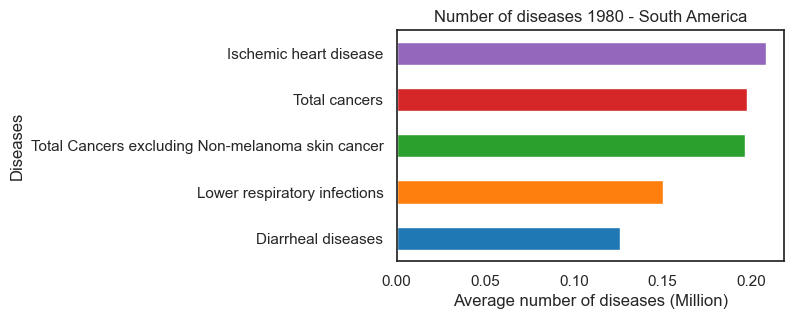 Number of diseases 1980 - South America
Ischemic heart disease
Total cancers
Total Cancers excluding Non-melanoma skin cancer
Lower respiratory infections
Diarrheal diseases
Diseases
0.00 0.05 0.10 0.15 0.20
Average number of diseases (Million)